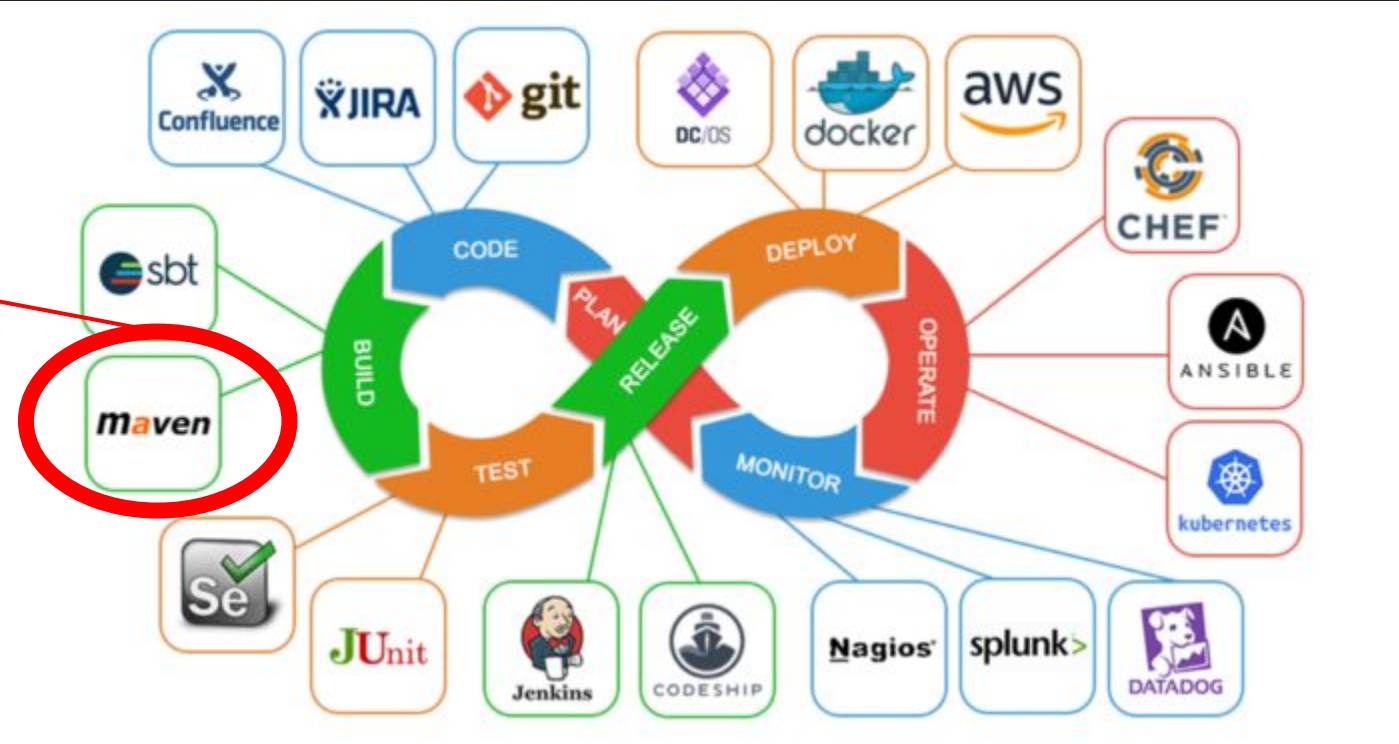 Confluence
JIRA
git
DC/OS
docker
aws
CHEF
sbt
CODE
DEPLOY
PLAN
RELEASE
BUILD
OPERATE
ANSIBLE
maven
TEST
MONITOR
kubernetes
Se
JUnit
Jenkins
CODESHIP
Nagios®
splunk>
DATADOG